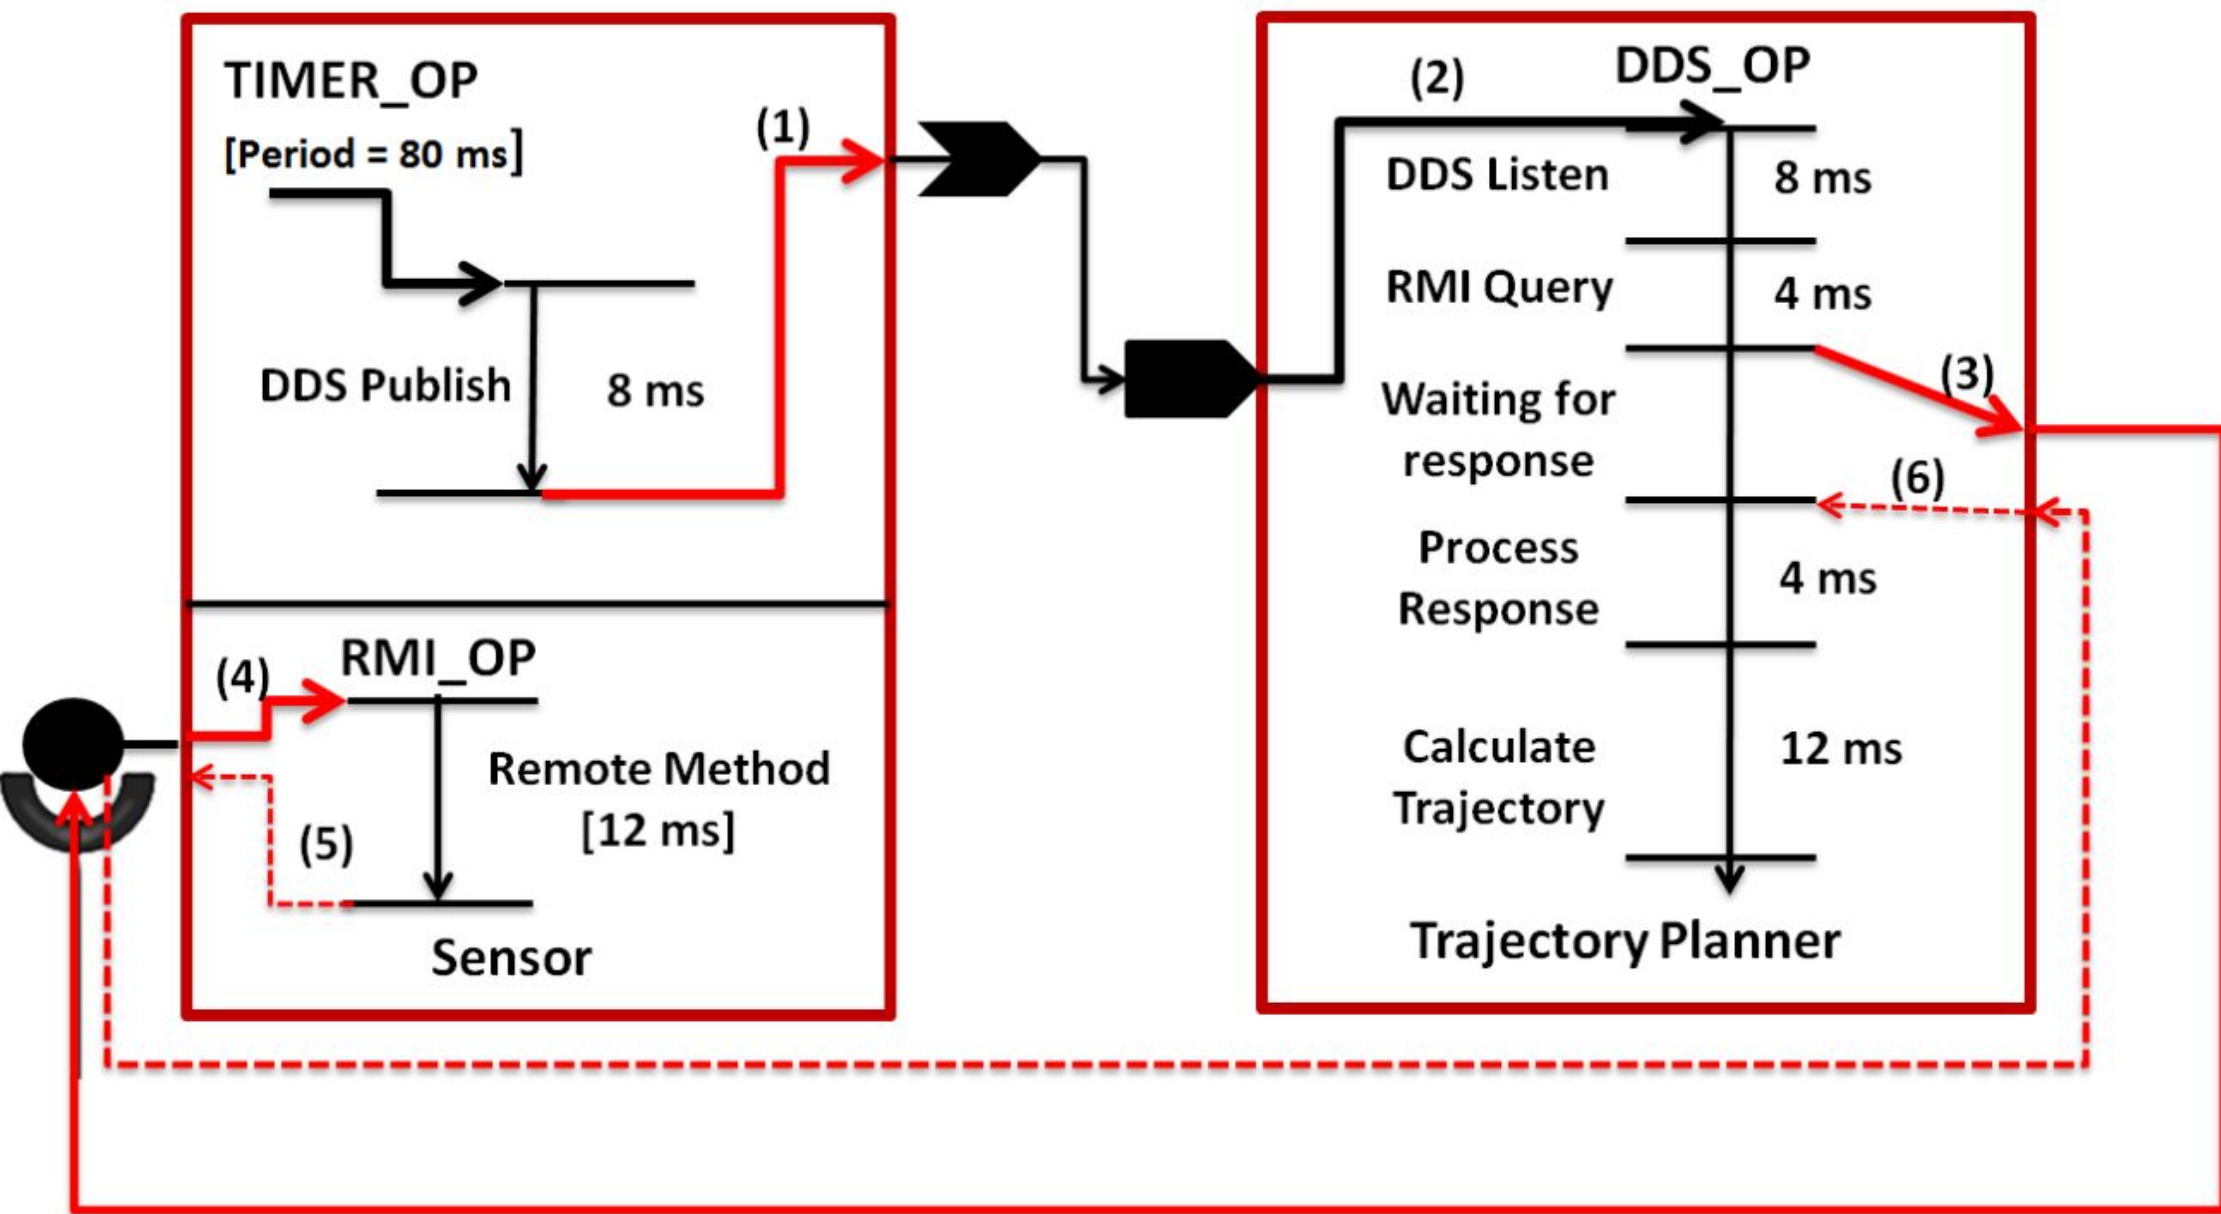 TIMER_OP
[Period = 80 ms]
(1)
DDS Publish
8 ms
RMI_OP
(4)
Remote Method
[12 ms]
(5)
Sensor
(2)
DDS_OP
DDS Listen
8 ms
RMI Query
4 ms
(3)
Waiting for
response
(6)
Process
Response
4 ms
Calculate
Trajectory
12 ms
Trajectory Planner